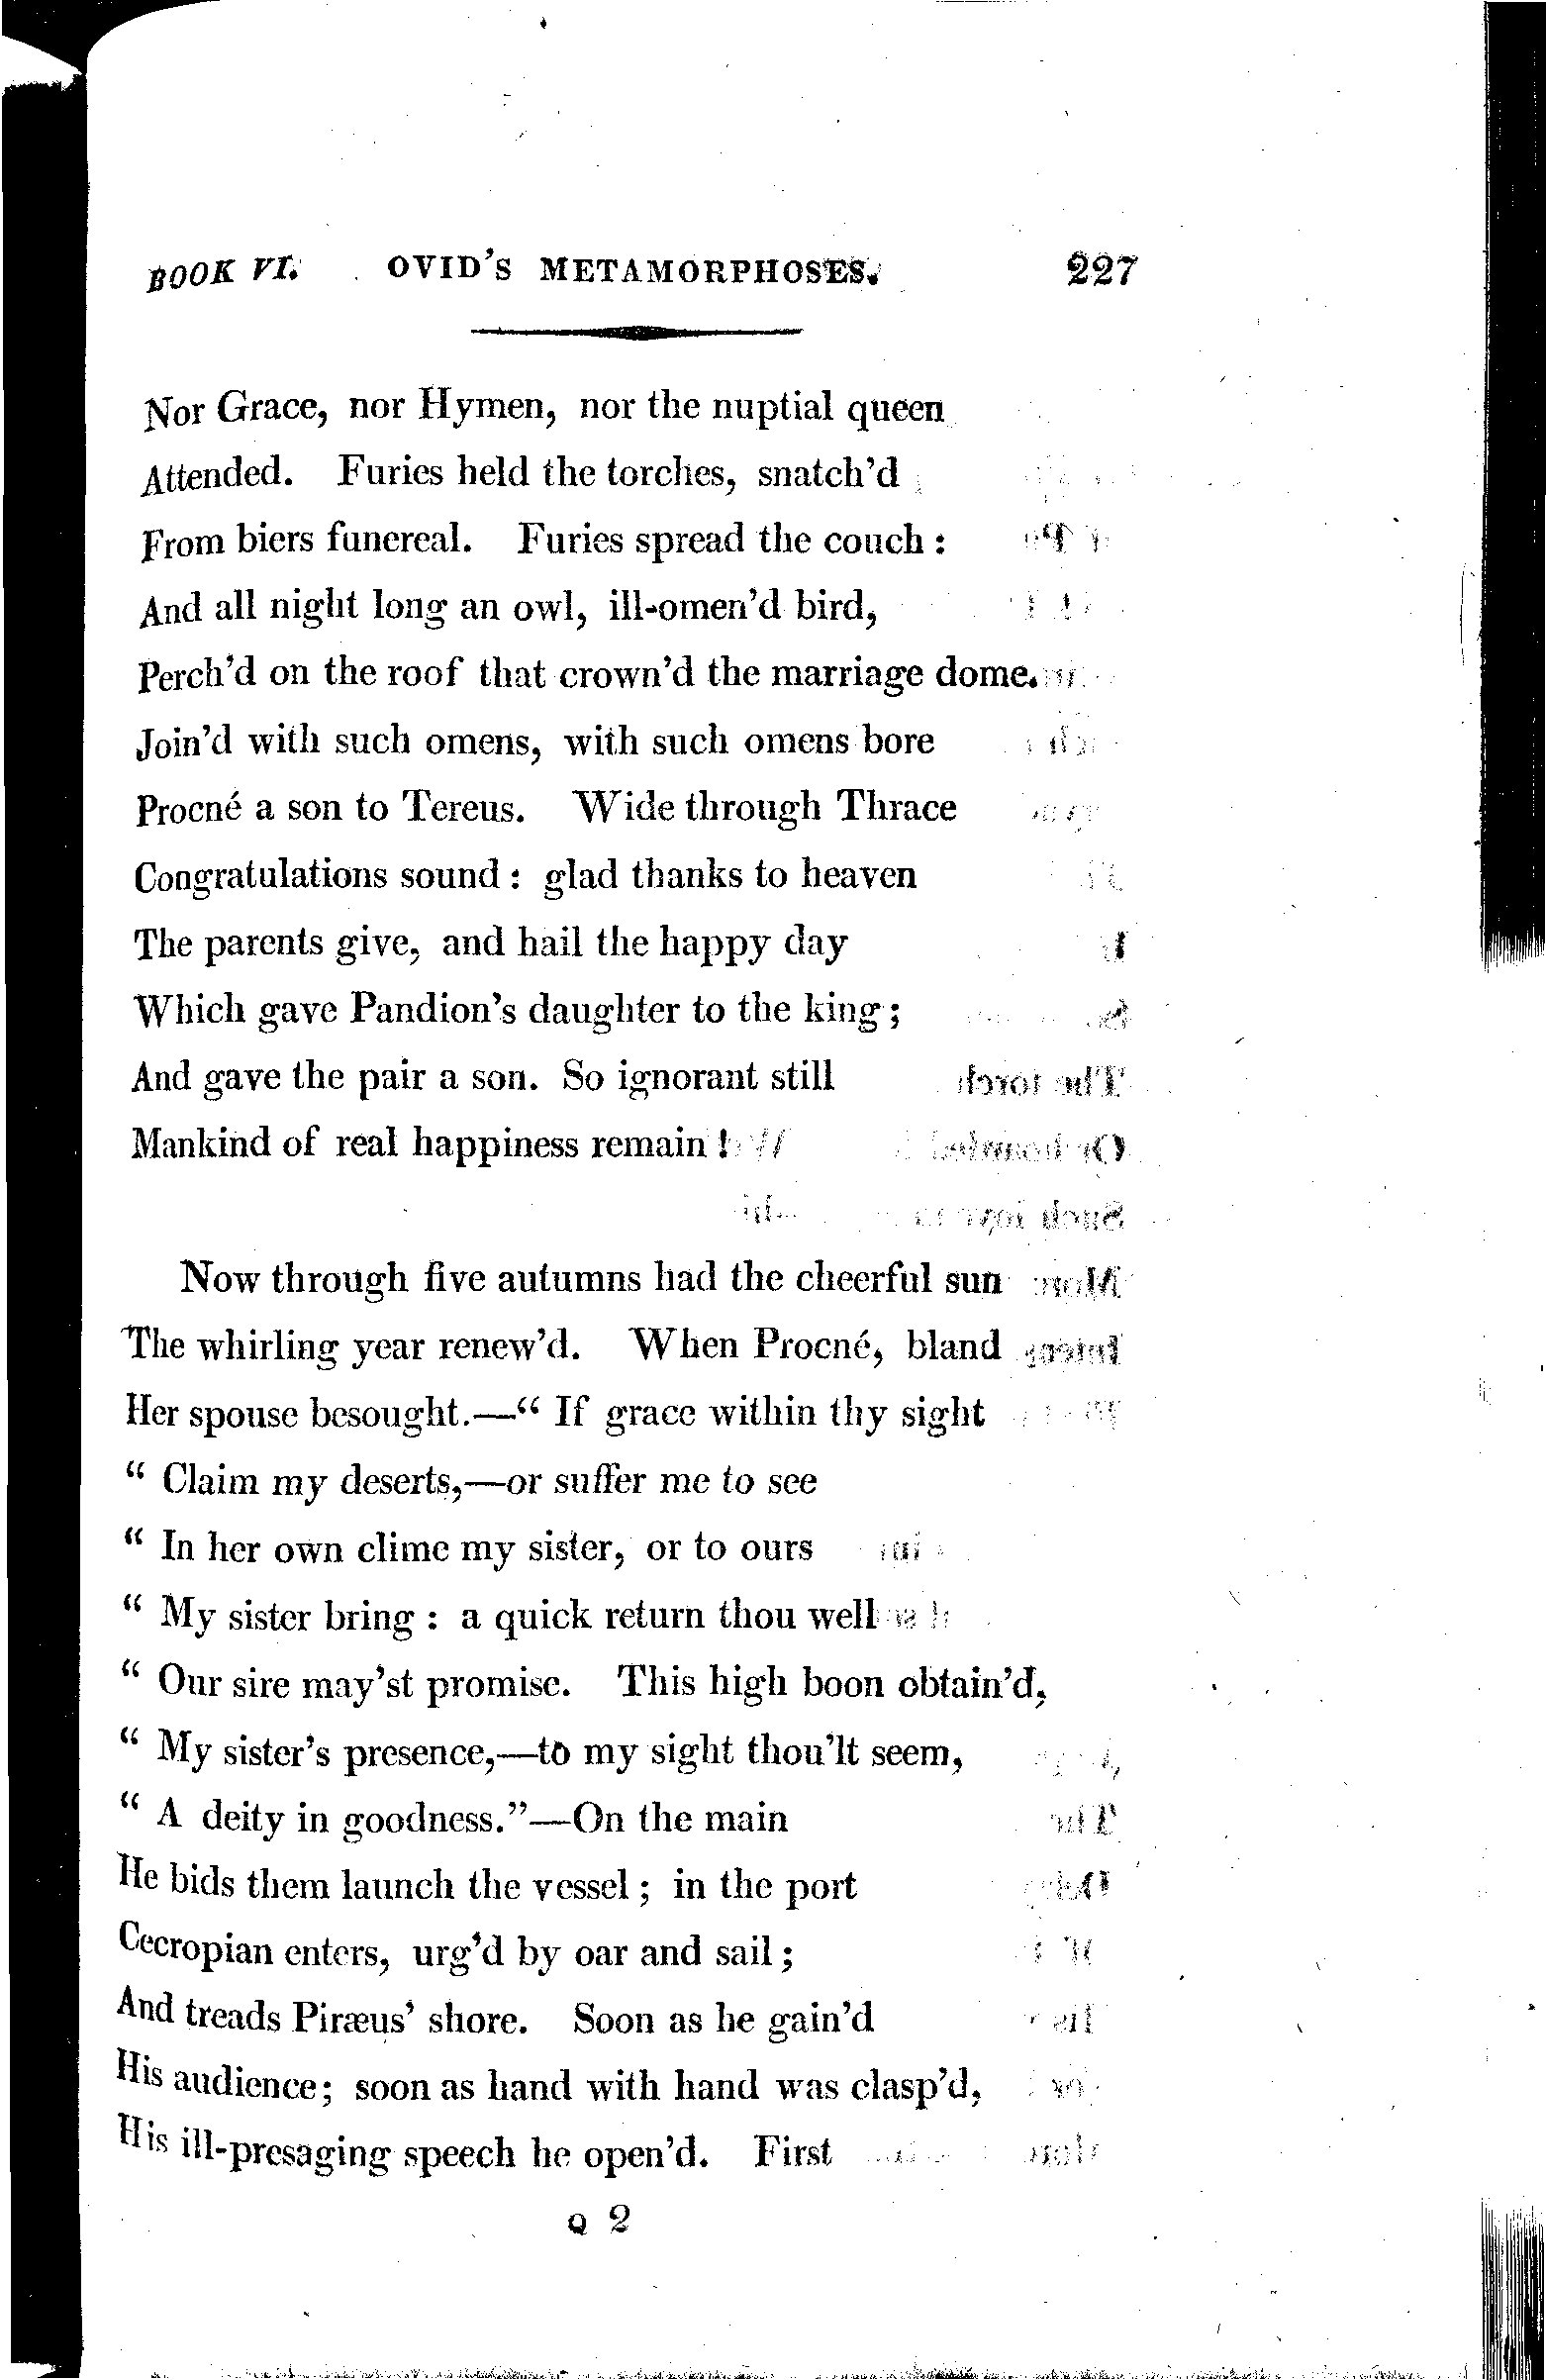 BOOK VI. OVID'S METAMORPHOSES. 227
Nor Grace, nor Hymen, nor the nuptial queen
Attended. Furies held the torches, snatch'd
From biers funereal. Furies spread the couch :
And all night long an owl, ill-omen'd bird,
Perch'd on the roof that crown'd the marriage dome.
Join'd with such omens, with such omens bore
Procné a son to Tereus. Wide through Thrace
Congratulations sound : glad thanks to heaven
The parents give, and hail the happy day
Which gave Pandion's daughter to the king ;
And gave the pair a son. So ignorant still
Mankind of real happiness remain !
Now through five autumns had the cheerful sun
The whirling year renew'd. When Procné, bland
Her spouse besought.—“ If grace within thy sight
“ Claim my deserts,—or suffer me to see
“ In her own clime my sister, or to ours
“ My sister bring : a quick return thou well
“ Our sire may'st promise. This high boon obtain'd,
“ My sister's presence,—to my sight thou'lt seem,
“ A deity in goodness.”—On the main
He bids them launch the vessel ; in the port
Cecropian enters, urg'd by oar and sail ;
And treads Piræus' shore. Soon as he gain'd
His audience ; soon as hand with hand was clasp'd,
His ill-presaging speech he open'd. First
Q 2